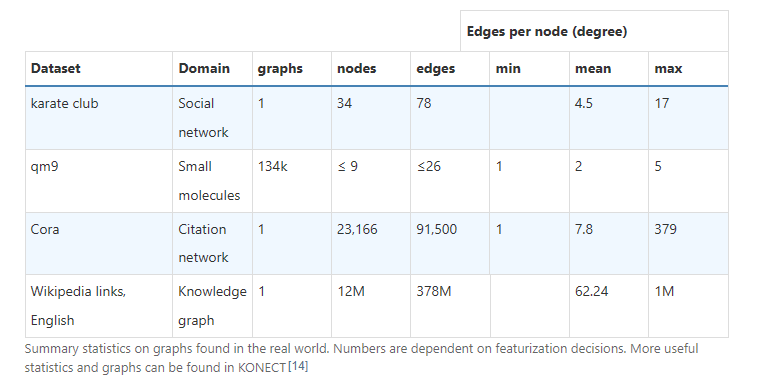 Edges per node (degree)
Dataset Domain graphs nodes edges min mean max
karate club Social 1 34 78 4.5 17
network
qm9 Small 134k ≤ 9 ≤26 1 2 5
molecules
Cora Citation 1 23,166 91,500 1 7.8 379
network
Wikipedia links, Knowledge 1 12M 378M 62.24 1M
English graph
Summary statistics on graphs found in the real world. Numbers are dependent on featurization decisions. More useful
statistics and graphs can be found in KONECT[14]